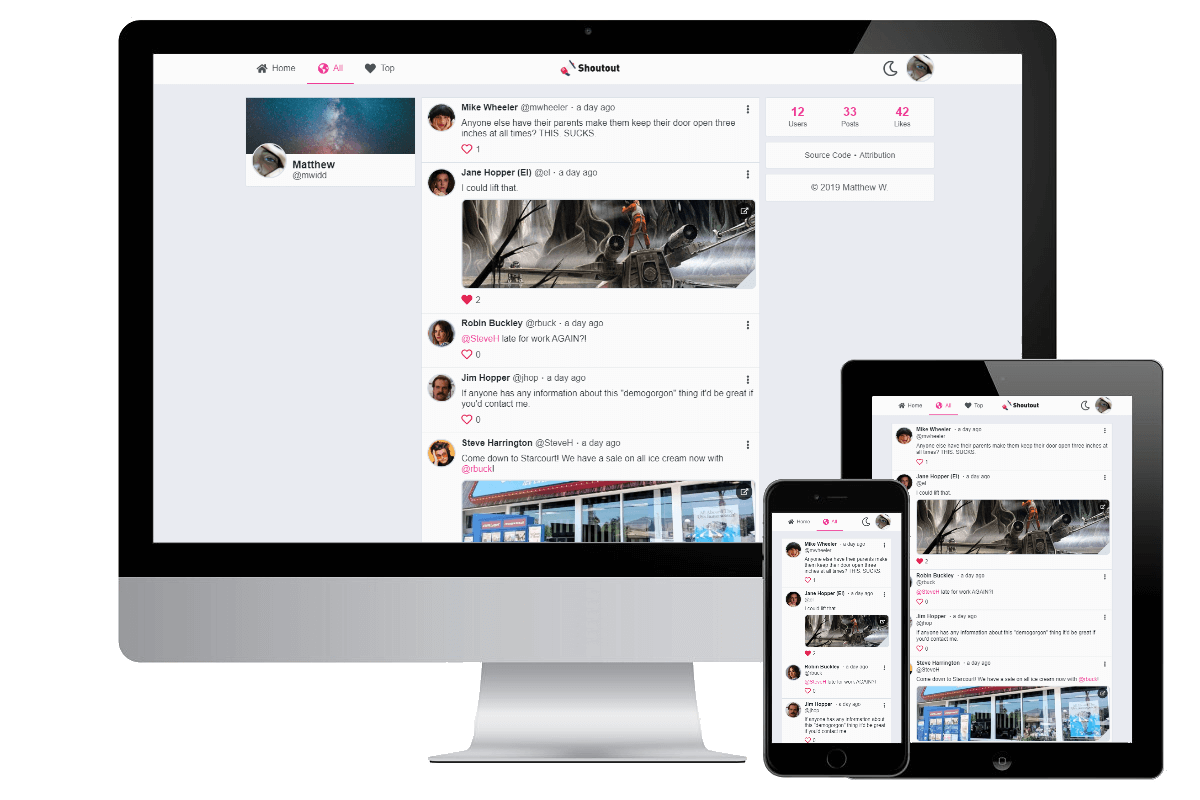 Home All Top Shoutout
Matthew
@mwidd
Mike Wheeler @mwheeler · a day ago
Anyone else have their parents make them keep their door open three
inches at all times? THIS. SUCKS.
1
Jane Hopper (El) @el · a day ago
I could lift that.
2
Robin Buckley @rbuck · a day ago
@SteveH late for work AGAIN?!
0
Jim Hopper @jhop · a day ago
If anyone has any information about this "demogorgon" thing it'd be great if
you'd contact me.
0
Steve Harrington @SteveH · a day ago
Come down to Starcourt! We have a sale on all ice cream now with
@rbuck!
12 33 42
Users Posts Likes
Source Code • Attribution
© 2019 Matthew W.
Home All Top Shoutout
Mike Wheeler · a day ago
@mwheeler
Anyone else have their parents make them keep their door open three inches at
all times? THIS. SUCKS.
1
Jane Hopper (El) · a day ago
@el
I could lift that.
2
Robin Buckley · a day ago
@rbuck
@SteveH late for work AGAIN?!
0
Jim Hopper · a day ago
@jhop
If anyone has any information about this "demogorgon" thing it'd be great if
you'd contact me.
0
Steve Harrington · a day ago
@SteveH
Come down to Starcourt! We have a sale on all ice cream now with @rbuck!
Home All
Mike Wheeler · a day ago
@mwheeler
Anyone else have their parents make
them keep their door open three
inches at all times? THIS. SUCKS.
1
Jane Hopper (El) · a day ago
@el
I could lift that.
2
Robin Buckley · a day ago
@rbuck
@SteveH late for work AGAIN?!
0
Jim Hopper · a day ago
@jhop
If anyone has any information about
this "demogorgon" thing it'd be great
if you'd contact me.
0